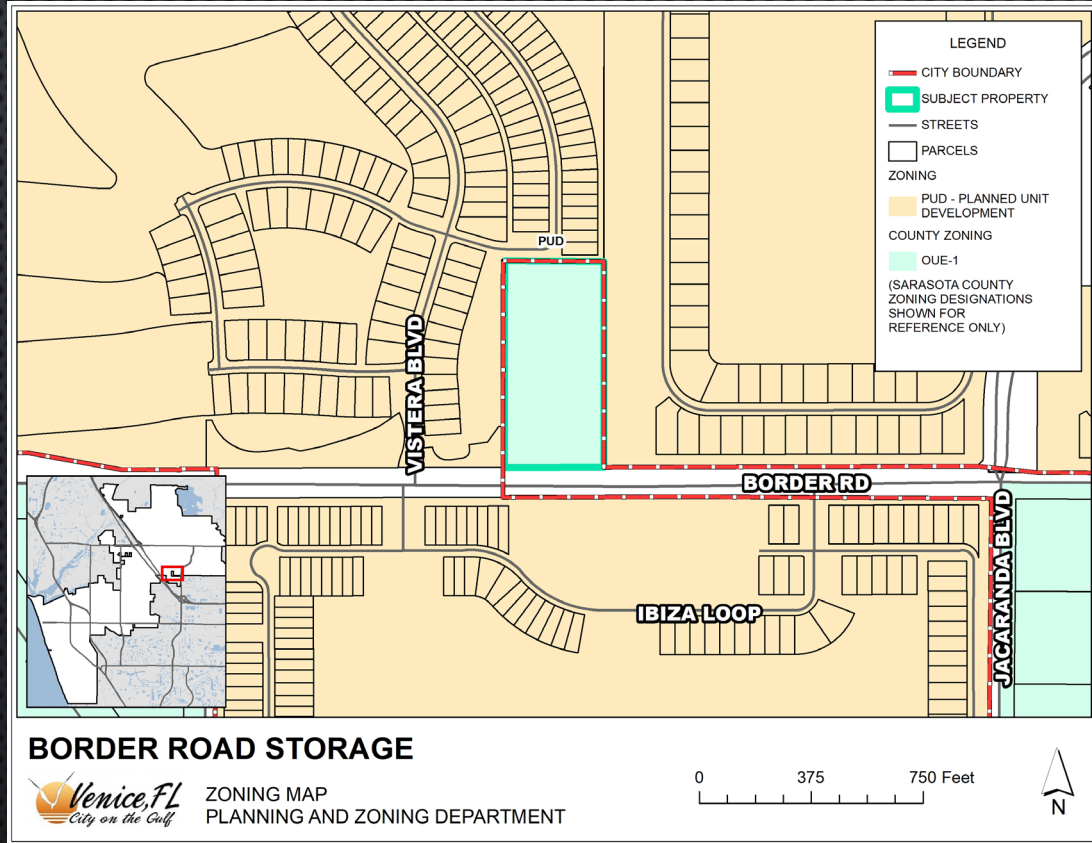 LEGEND
CITY BOUNDARY
SUBJECT PROPERTY
STREETS
PARCELS
ZONING
PUD - PLANNED UNIT
DEVELOPMENT
COUNTY ZONING
OUE-1
(SARASOTA COUNTY
ZONING DESIGNATIONS
SHOWN FOR
REFERENCE ONLY)
PUD
VISTERA BLVD
BORDER RD
IBIZA LOOP
JACARANDA BLVD
BORDER ROAD STORAGE
Venice, FL
City on the Gulf
ZONING MAP
PLANNING AND ZONING DEPARTMENT
0 375 750 Feet
N